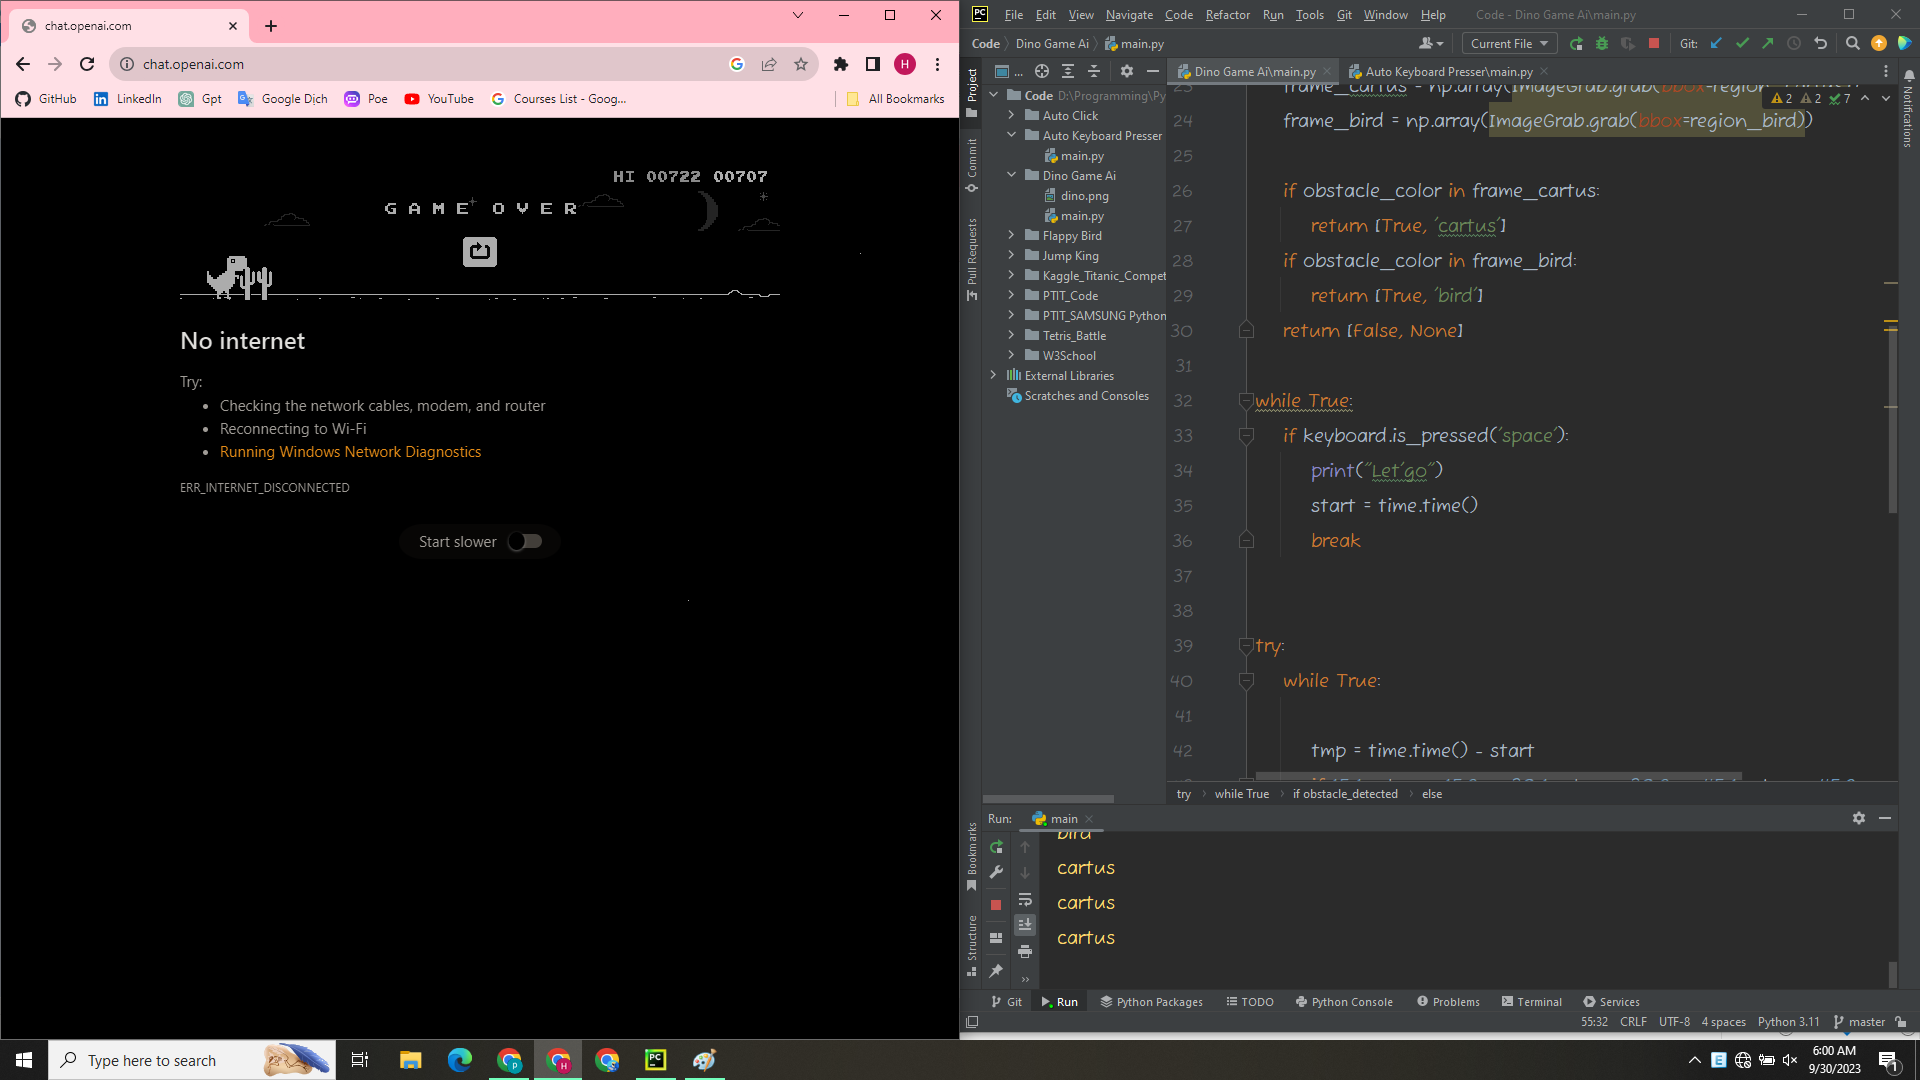 chat.openai.com
chat.openai.com
GitHub
LinkedIn
Gpt
Google Dịch
Poe
YouTube
Courses List - Goog...
All Bookmarks
HI 00722 00707
GAME OVER
No internet
Try:
Checking the network cables, modem, and router
Reconnecting to Wi-Fi
Running Windows Network Diagnostics
ERR_INTERNET_DISCONNECTED
Start slower
File Edit View Navigate Code Refactor Run Tools Git Window Help Code - Dino Game Ai\main.py
Code Dino Game Ai main.py
Current File
Git:
Project
Commit
Pull Requests
Bookmarks
Structure
Notifications
...
Code D:\Programming\Py
Auto Click
Auto Keyboard Presser
main.py
Dino Game Ai
dino.png
main.py
Flappy Bird
Jump King
Kaggle_Titanic_Compet
PTIT_Code
PTIT_SAMSUNG Python
Tetris_Battle
W3School
External Libraries
Scratches and Consoles
Dino Game Ai\main.py
Auto Keyboard Presser\main.py
2 2 7
23 frame_cartus = np.array(ImageGrab.grab(bbox=region_
24 frame_bird = np.array(ImageGrab.grab(bbox=region_bird))
25
26 if obstacle_color in frame_cartus:
27 return [True, 'cartus']
28 if obstacle_color in frame_bird:
29 return [True, 'bird']
30 return [False, None]
31
32 while True:
33 if keyboard.is_pressed('space'):
34 print("Let'go")
35 start = time.time()
36 break
37
38
39 try:
40 while True:
41
42 tmp = time.time() - start
try while True if obstacle_detected else
Run: main
bird
cartus
cartus
cartus
Git Run Python Packages TODO Python Console Problems Terminal Services
55:32 CRLF UTF-8 4 spaces Python 3.11 master
Type here to search
6:00 AM
9/30/2023
1